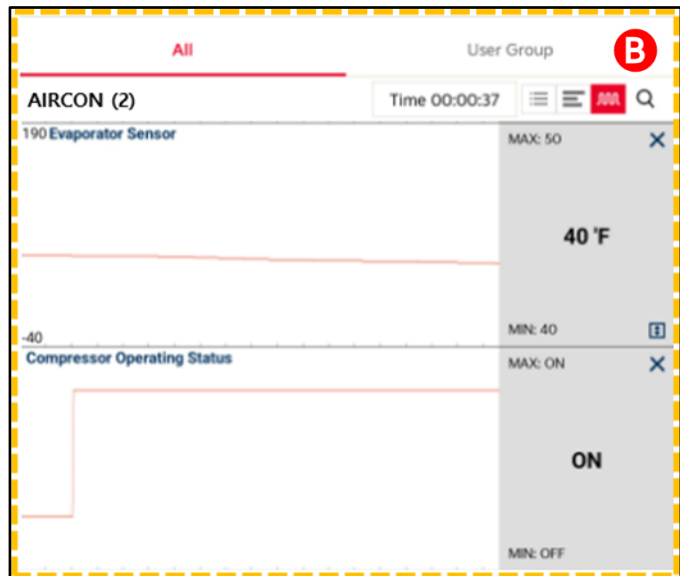 All User Group B
AIRCON (2) Time 00:00:37
190 Evaporator Sensor MAX: 50
40 °F
-40 MIN: 40
Compressor Operating Status MAX: ON
ON
MIN: OFF